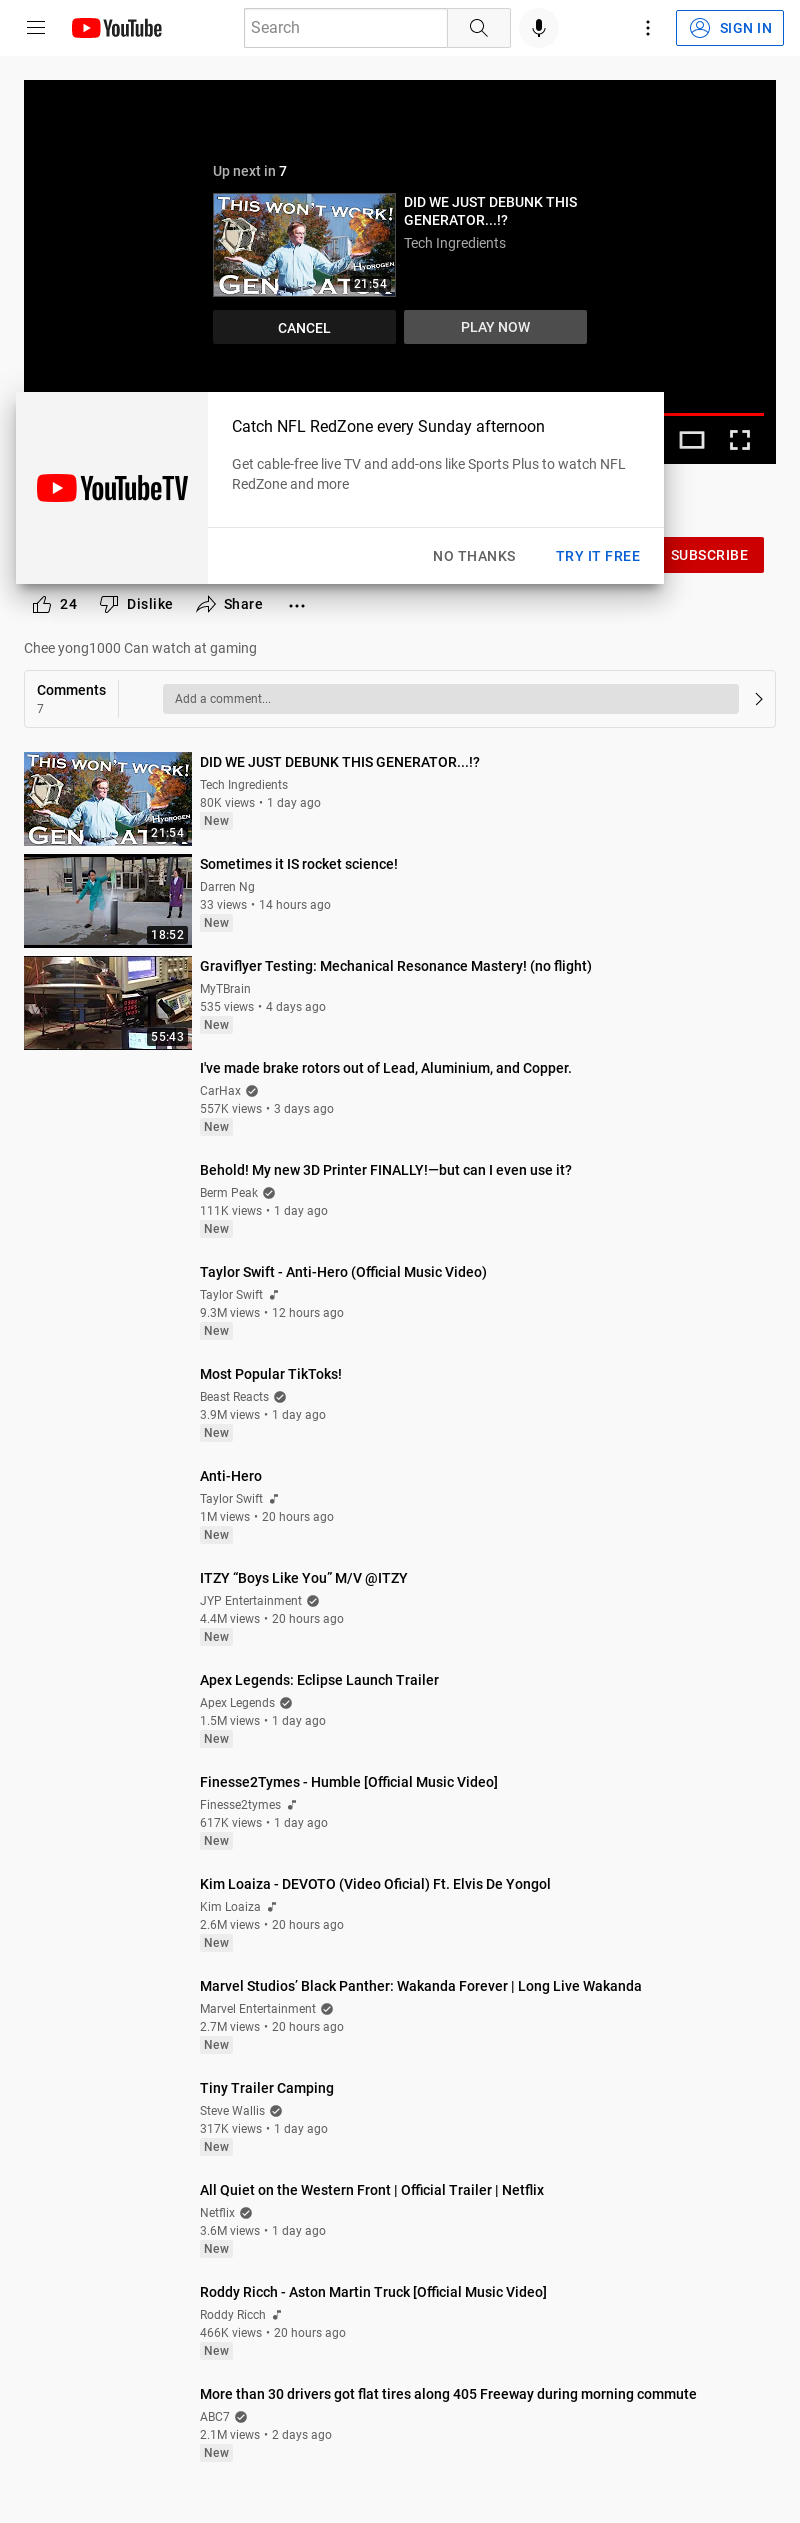 YouTube
Search
SIGN IN
Up next in 7
THIS WON'T WORK!
HYDROGEN
GENERATOR
21:54
DID WE JUST DEBUNK THIS
GENERATOR...!?
Tech Ingredients
CANCEL
PLAY NOW
YouTubeTV
Catch NFL RedZone every Sunday afternoon
Get cable-free live TV and add-ons like Sports Plus to watch NFL
RedZone and more
NO THANKS
TRY IT FREE
SUBSCRIBE
24
Dislike
Share
Chee yong1000 Can watch at gaming
Comments
7
Add a comment...
THIS WON'T WORK!
HYDROGEN
GENERATOR
21:54
DID WE JUST DEBUNK THIS GENERATOR...!?
Tech Ingredients
80K views • 1 day ago
New
18:52
Sometimes it IS rocket science!
Darren Ng
33 views • 14 hours ago
New
55:43
Graviflyer Testing: Mechanical Resonance Mastery! (no flight)
MyTBrain
535 views • 4 days ago
New
I've made brake rotors out of Lead, Aluminium, and Copper.
CarHax
557K views • 3 days ago
New
Behold! My new 3D Printer FINALLY!—but can I even use it?
Berm Peak
111K views • 1 day ago
New
Taylor Swift - Anti-Hero (Official Music Video)
Taylor Swift
9.3M views • 12 hours ago
New
Most Popular TikToks!
Beast Reacts
3.9M views • 1 day ago
New
Anti-Hero
Taylor Swift
1M views • 20 hours ago
New
ITZY “Boys Like You” M/V @ITZY
JYP Entertainment
4.4M views • 20 hours ago
New
Apex Legends: Eclipse Launch Trailer
Apex Legends
1.5M views • 1 day ago
New
Finesse2Tymes - Humble [Official Music Video]
Finesse2tymes
617K views • 1 day ago
New
Kim Loaiza - DEVOTO (Video Oficial) Ft. Elvis De Yongol
Kim Loaiza
2.6M views • 20 hours ago
New
Marvel Studios’ Black Panther: Wakanda Forever | Long Live Wakanda
Marvel Entertainment
2.7M views • 20 hours ago
New
Tiny Trailer Camping
Steve Wallis
317K views • 1 day ago
New
All Quiet on the Western Front | Official Trailer | Netflix
Netflix
3.6M views • 1 day ago
New
Roddy Ricch - Aston Martin Truck [Official Music Video]
Roddy Ricch
466K views • 20 hours ago
New
More than 30 drivers got flat tires along 405 Freeway during morning commute
ABC7
2.1M views • 2 days ago
New